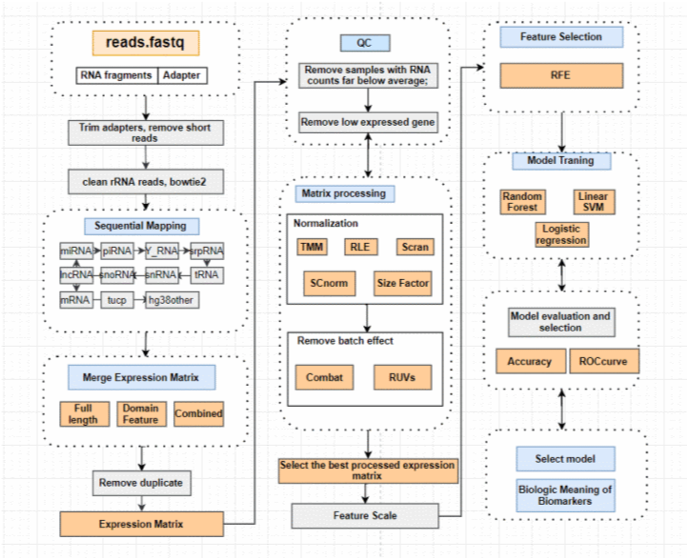 reads.fastq
RNA fragments
Adapter
Trim adapters, remove short
reads
clean rRNA reads, bowtie2
Sequential Mapping
miRNA
piRNA
Y_RNA
srpRNA
lncRNA
snoRNA
snRNA
tRNA
mRNA
tucp
hg38other
Merge Expression Matrix
Full
length
Domain
Feature
Combined
Remove duplicate
Expression Matrix
QC
Remove samples with RNA
counts far below average;
Remove low expressed gene
Matrix processing
Normalization
TMM
RLE
Scran
SCnorm
Size Factor
Remove batch effect
Combat
RUVs
Select the best processed expression
matrix
Feature Scale
Feature Selection
RFE
Model Traning
Random
Forest
Linear
SVM
Logistic
regression
Model evaluation and
selection
Accuracy
ROCcurve
Select model
Biologic Meaning of
Biomarkers